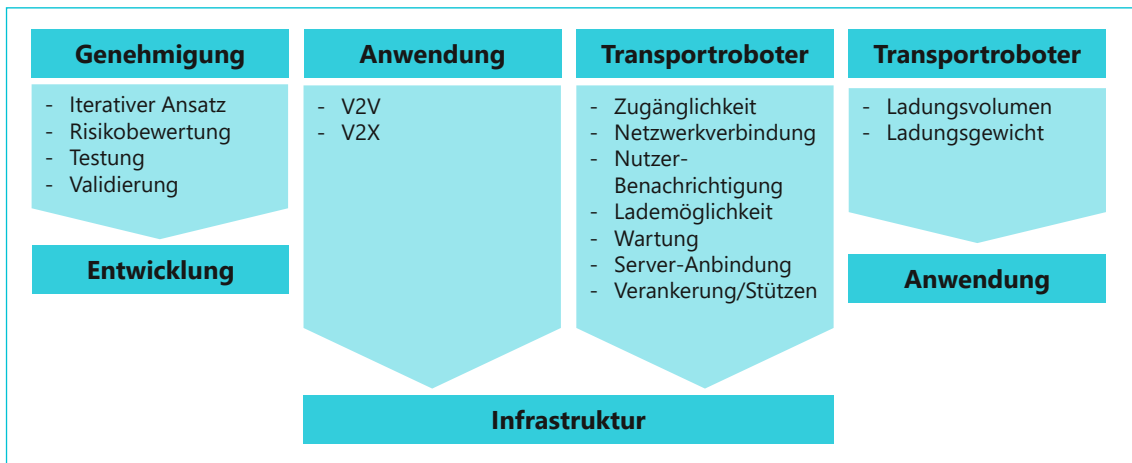 Genehmigung
- Iterativer Ansatz
- Risikobewertung
- Testung
- Validierung
Entwicklung
Anwendung
- V2V
- V2X
Transportroboter
- Zugänglichkeit
- Netzwerkverbindung
- Nutzer-
Benachrichtigung
- Lademöglichkeit
- Wartung
- Server-Anbindung
- Verankerung/Stützen
Infrastruktur
Transportroboter
- Ladungsvolumen
- Ladungsgewicht
Anwendung